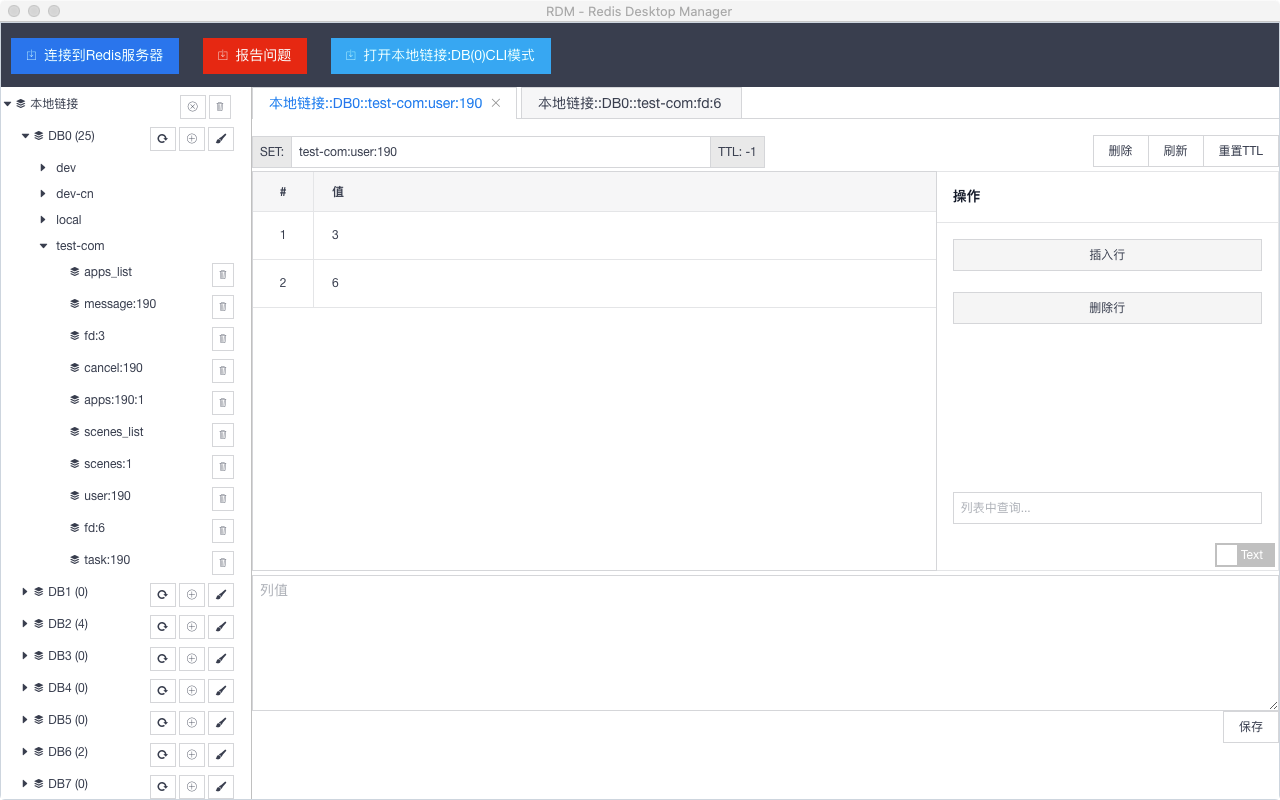 RDM - Redis Desktop Manager
连接到Redis服务器
报告问题
打开本地链接:DB(0)CLI模式
本地链接
本地链接::DB0::test-com:user:190
本地链接::DB0::test-com:fd:6
DB0 (25)
SET:
test-com:user:190
TTL: -1
删除
刷新
重置TTL
dev
dev-cn
local
test-com
apps_list
message:190
fd:3
cancel:190
apps:190:1
scenes_list
scenes:1
user:190
fd:6
task:190
DB1 (0)
DB2 (4)
DB3 (0)
DB4 (0)
DB5 (0)
DB6 (2)
DB7 (0)
# 值
1 3
2 6
操作
插入行
删除行
列表中查询...
Text
列值
保存